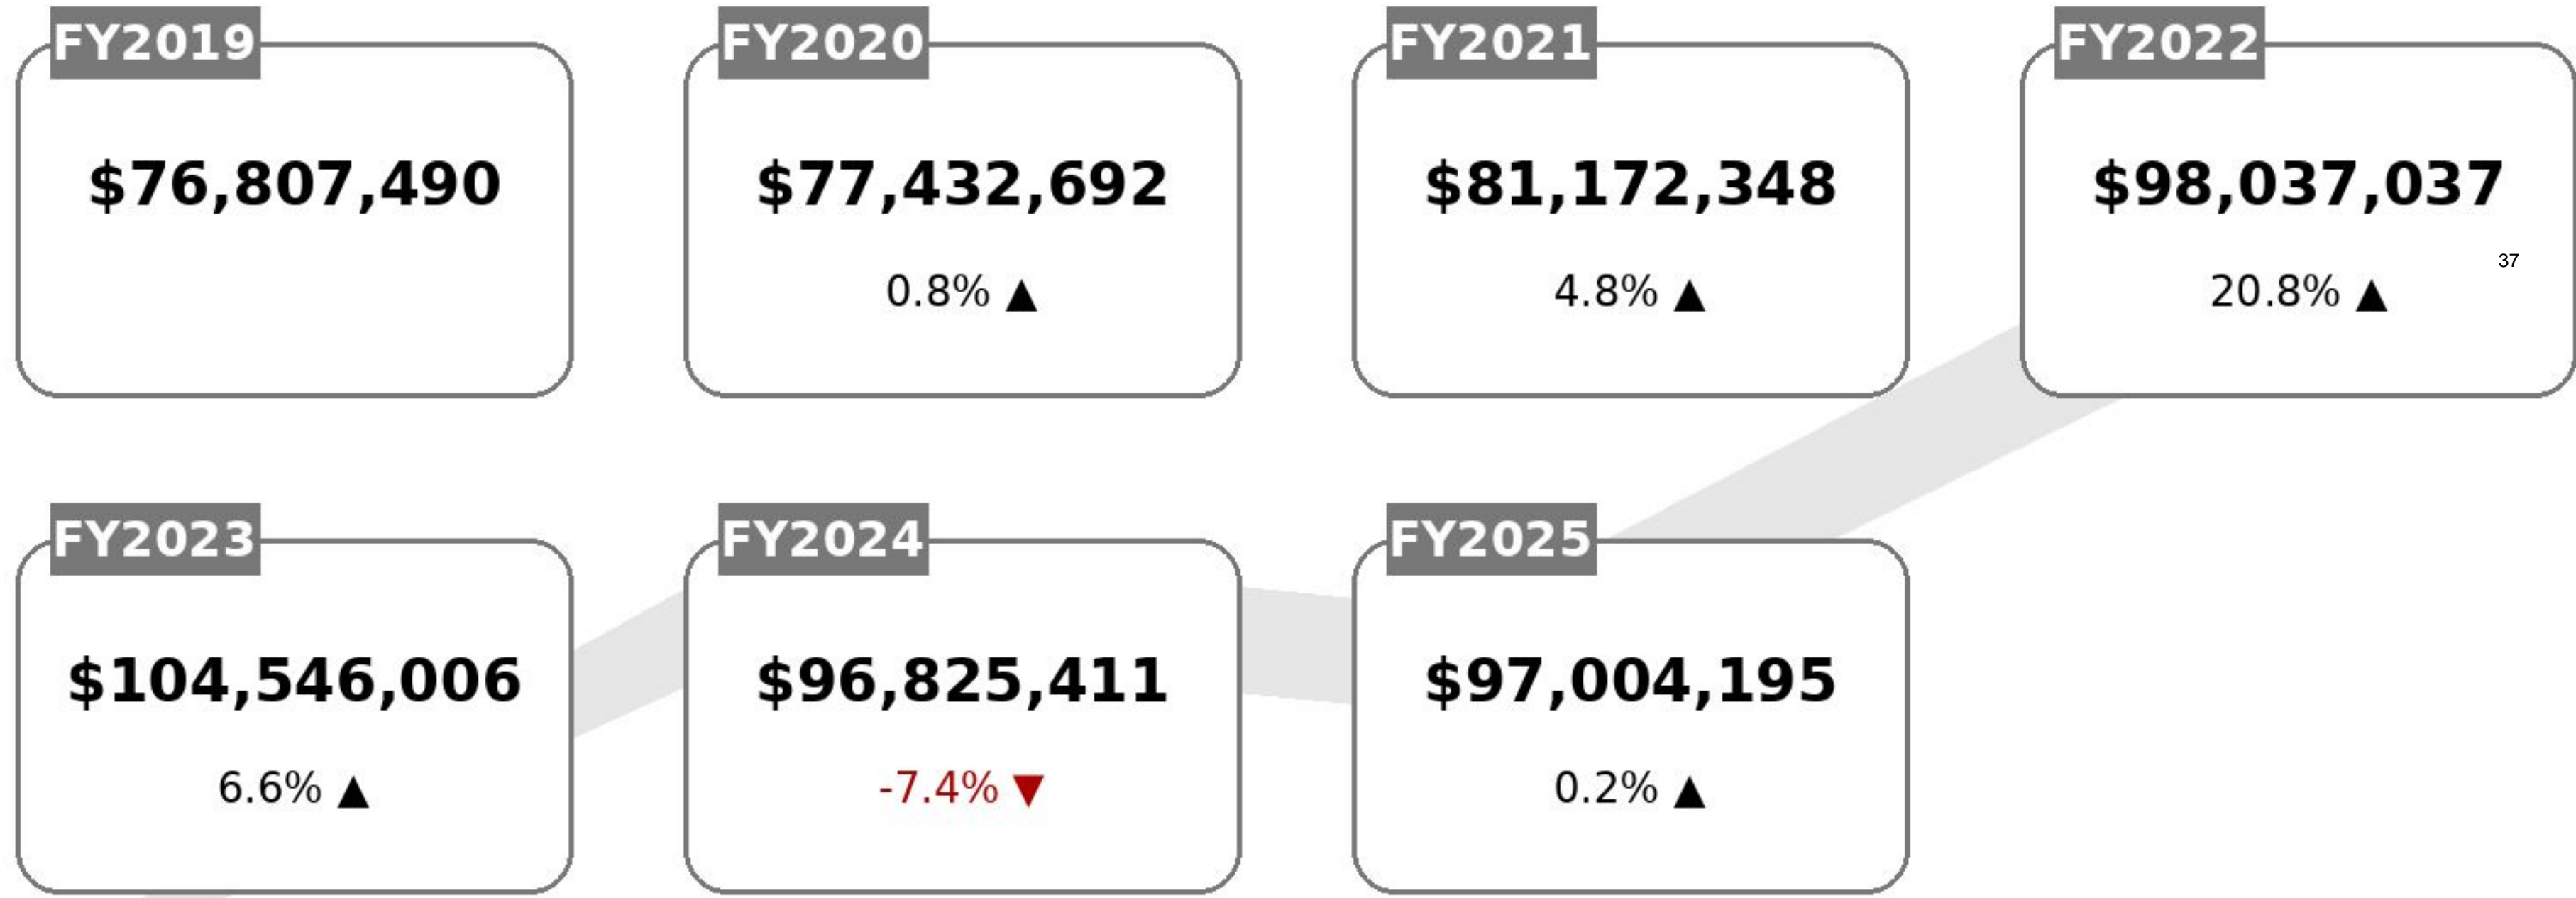 FY2019
$76,807,490
FY2020
$77,432,692
0.8% ▲
FY2021
$81,172,348
4.8% ▲
FY2022
$98,037,037
37
20.8% ▲
FY2023
$104,546,006
6.6% ▲
FY2024
$96,825,411
-7.4% ▼
FY2025
$97,004,195
0.2% ▲